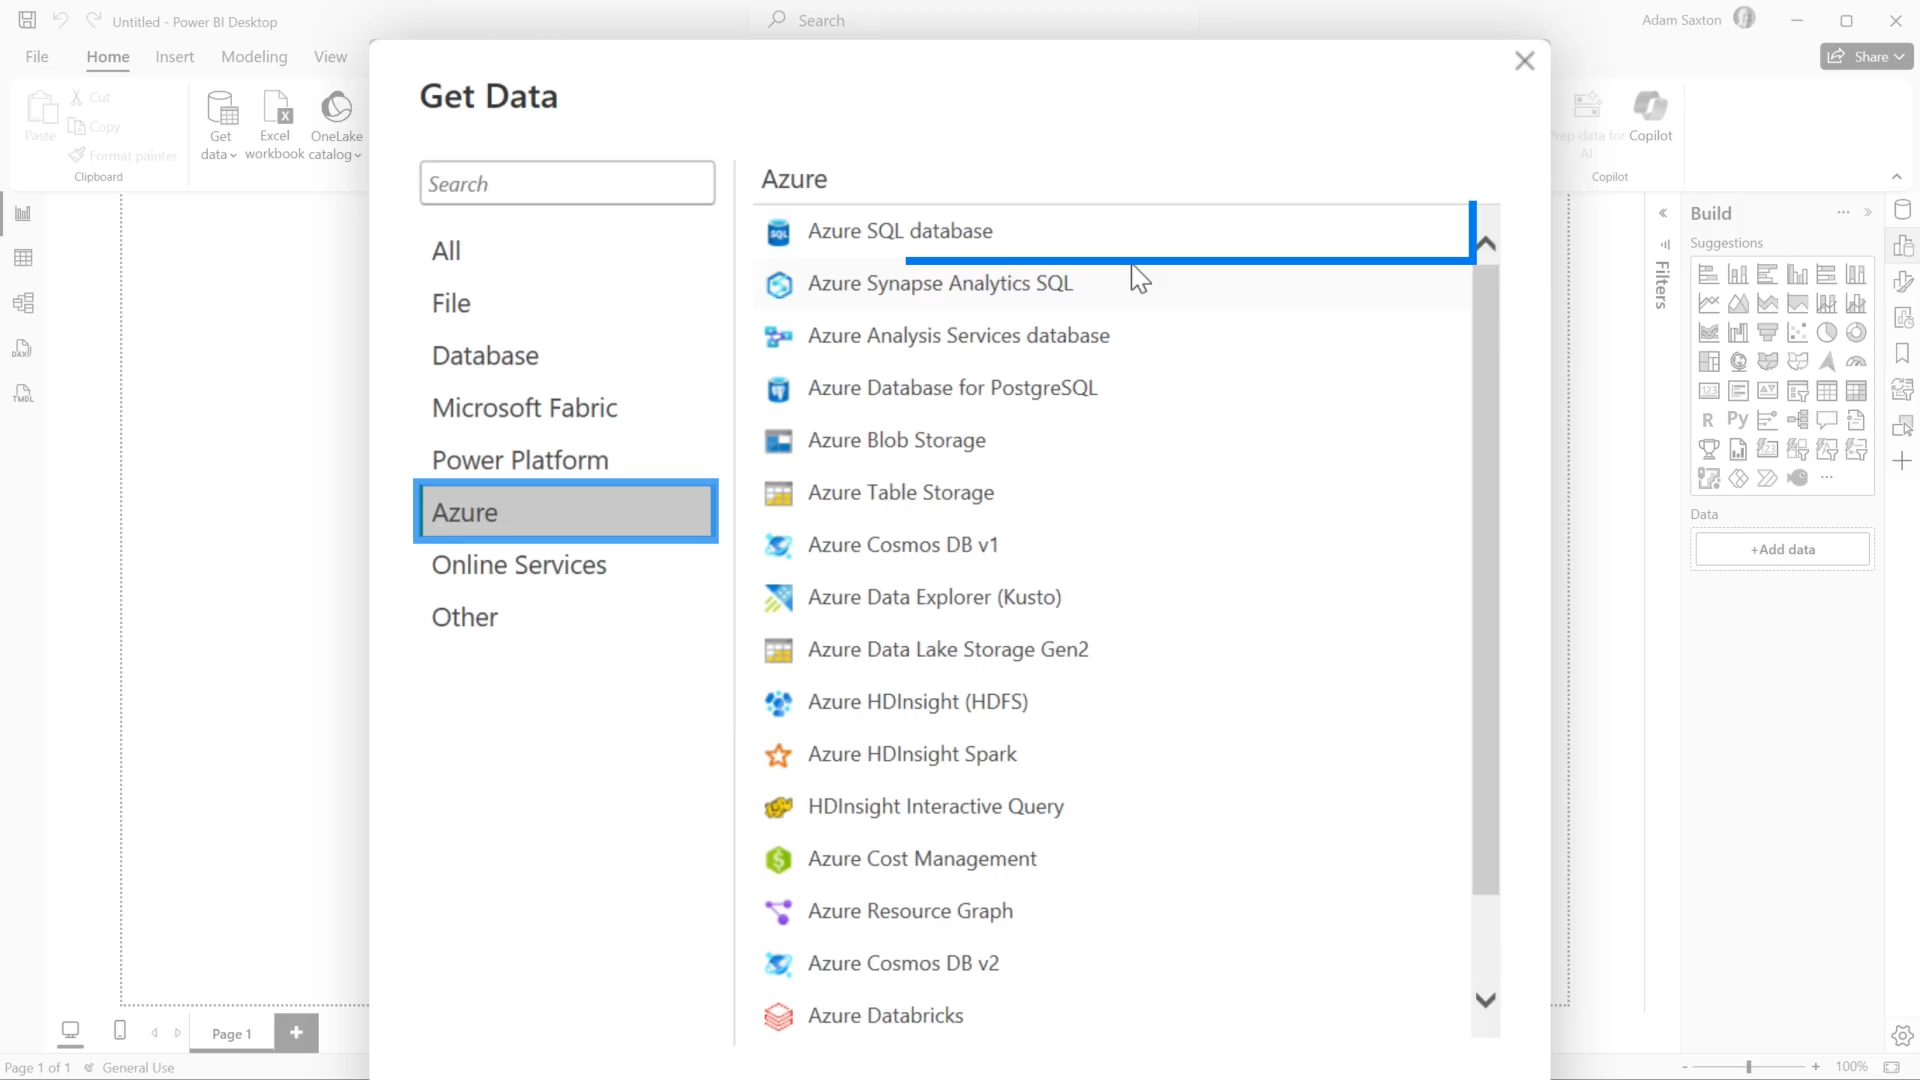 Untitled - Power BI Desktop
Search
Adam Saxton
File
Home
Insert
Modeling
View
Share
Paste
Cut
Copy
Format painter
Clipboard
Get data
Excel workbook
OneLake catalog
Prep data for AI
Copilot
Copilot
Get Data
Search
All
File
Database
Microsoft Fabric
Power Platform
Azure
Online Services
Other
Azure
Azure SQL database
Azure Synapse Analytics SQL
Azure Analysis Services database
Azure Database for PostgreSQL
Azure Blob Storage
Azure Table Storage
Azure Cosmos DB v1
Azure Data Explorer (Kusto)
Azure Data Lake Storage Gen2
Azure HDInsight (HDFS)
Azure HDInsight Spark
HDInsight Interactive Query
Azure Cost Management
Azure Resource Graph
Azure Cosmos DB v2
Azure Databricks
Filters
Build
Suggestions
123
R
Py
Data
+Add data
DAX
TMDL
SQL
Page 1
Page 1 of 1
General Use
- + 100%